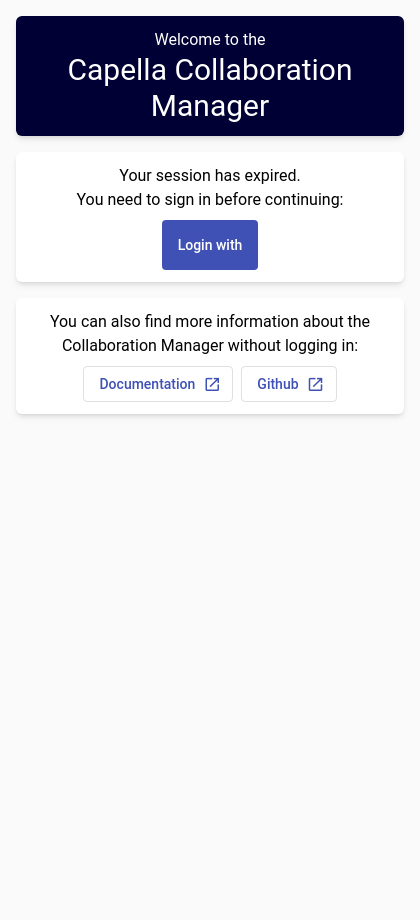 Welcome to the
Capella Collaboration
Manager
Your session has expired.
You need to sign in before continuing:
Login with
You can also find more information about the
Collaboration Manager without logging in:
Documentation
Github